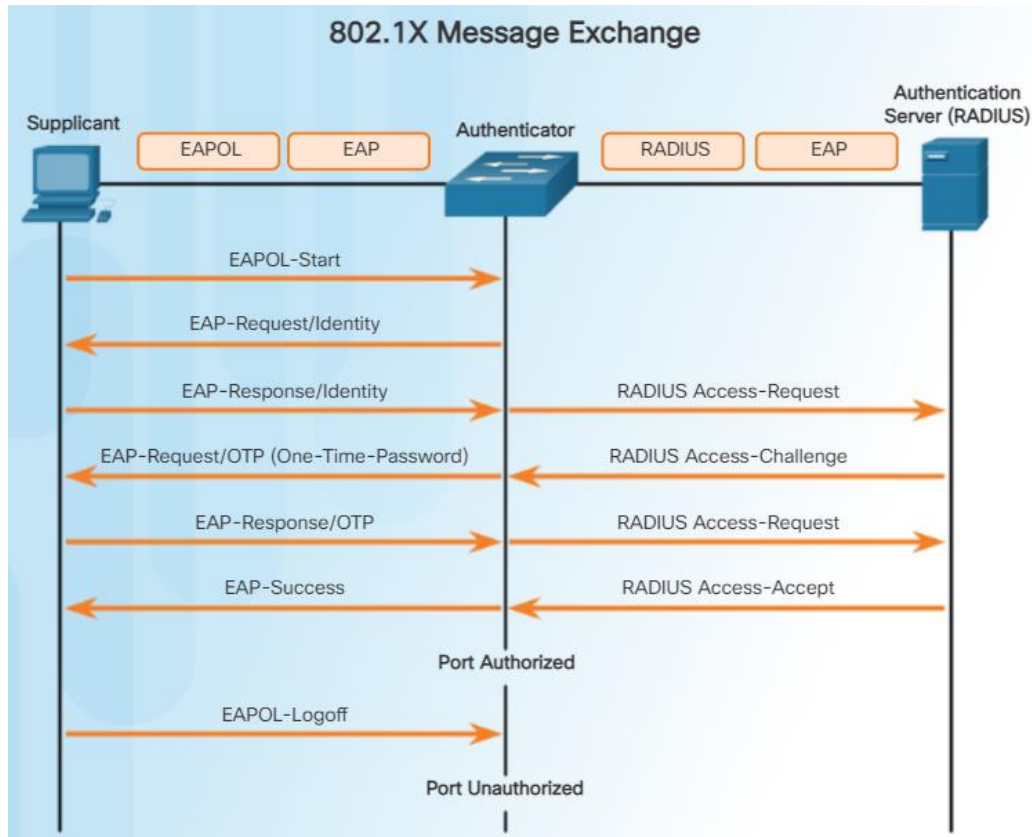 802.1X Message Exchange
Supplicant
EAPOL
EAP
Authenticator
RADIUS
EAP
Authentication
Server (RADIUS)
EAPOL-Start
EAP-Request/Identity
EAP-Response/Identity
RADIUS Access-Request
EAP-Request/OTP (One-Time-Password)
RADIUS Access-Challenge
EAP-Response/OTP
RADIUS Access-Request
EAP-Success
RADIUS Access-Accept
Port Authorized
EAPOL-Logoff
Port Unauthorized